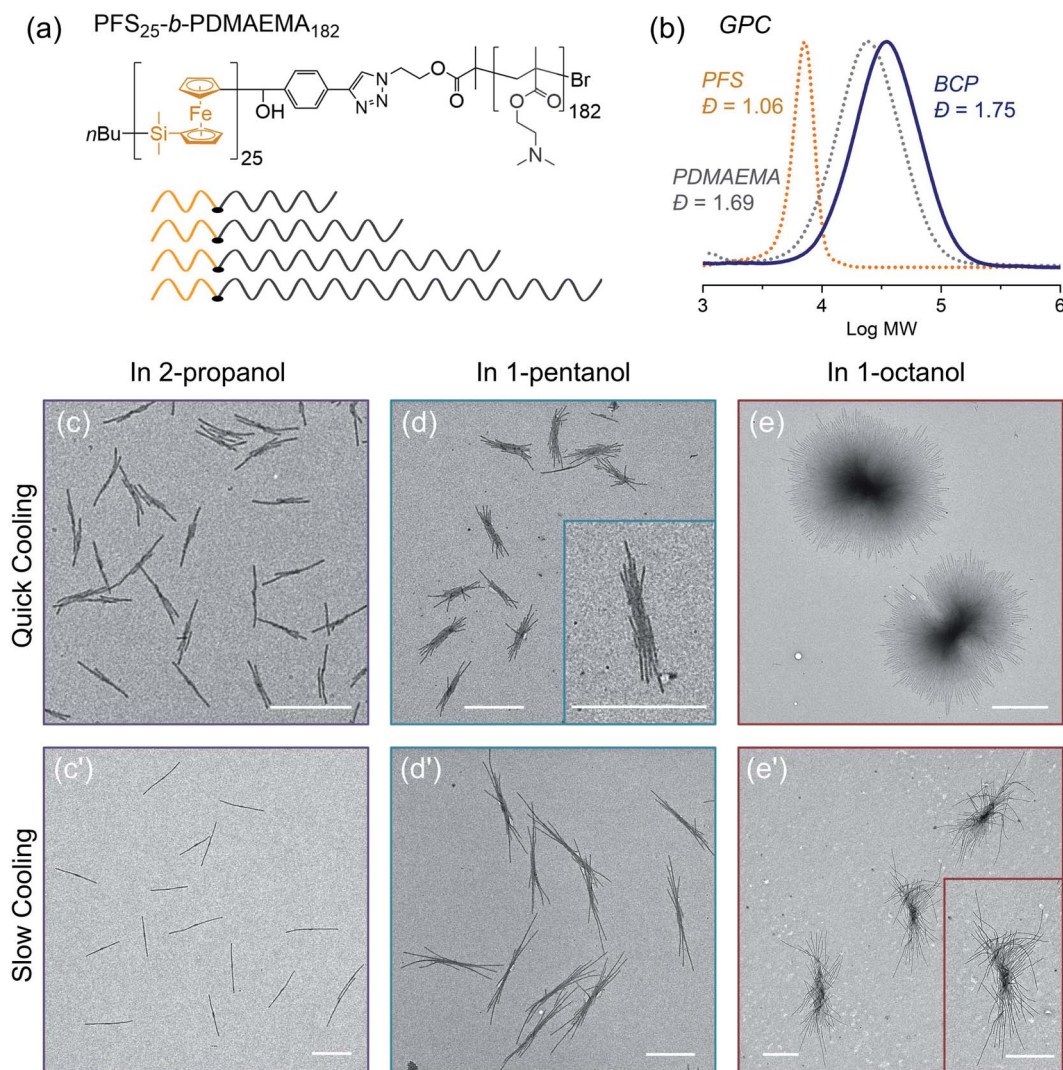 (a) PFS₂₅-b-PDMAEMA₁₈₂
nBu
Si
Fe
25
OH
N
N
N
O
O
O
O
N
Br
182
(b) GPC
PFS
Đ = 1.06
BCP
Đ = 1.75
PDMAEMA
Đ = 1.69
3 4 5 6
Log MW
In 2-propanol
In 1-pentanol
In 1-octanol
Quick Cooling
(c)
(d)
(e)
Slow Cooling
(c')
(d')
(e')